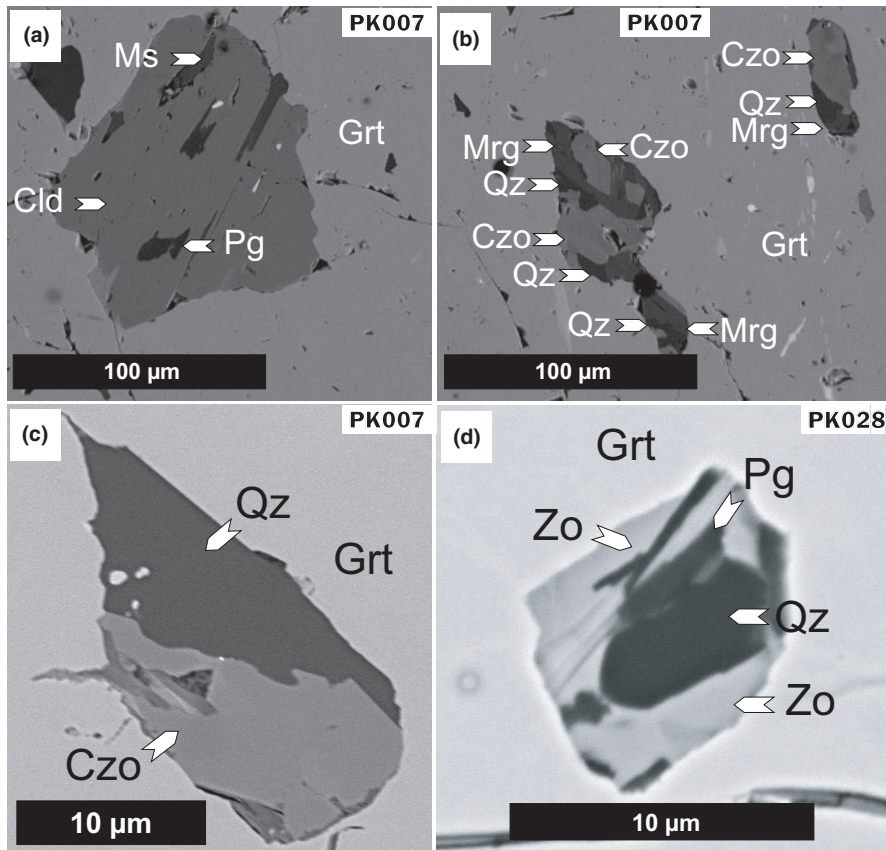 (a)
PK007
Ms
Grt
Cld
Pg
100 µm
(b)
PK007
Czo
Qz
Mrg
Mrg
Czo
Qz
Czo
Grt
Qz
Qz
Mrg
100 µm
(c)
PK007
Qz
Grt
Czo
10 µm
(d)
PK028
Grt
Pg
Zo
Qz
Zo
10 µm